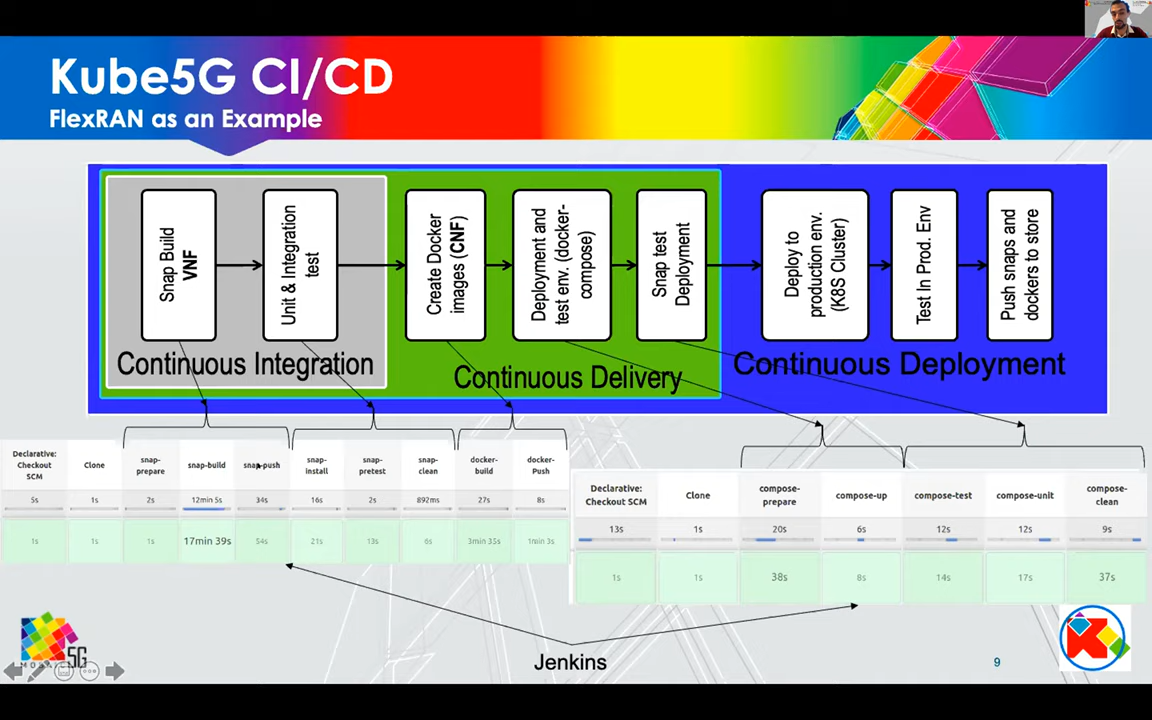 Kube5G CI/CD
FlexRAN as an Example
Snap Build
VNF
Unit & Integration
test
Create Docker
images (CNF)
Deployment and
test env. (docker-
compose)
Snap test
Deployment
Deploy to
production env.
(K8S Cluster)
Test In Prod. Env
Push snaps and
dockers to store
Continuous Integration
Continuous Delivery
Continuous Deployment
Declarative:
Checkout
SCM
Clone
snap-
prepare
snap-build
snap-push
snap-
install
snap-
pretest
snap-
clean
docker-
build
docker-
Push
5s
1s
2s
12min 5s
34s
16s
2s
892ms
27s
8s
1s
1s
1s
17min 39s
54s
21s
13s
6s
3min 35s
1min 3s
Declarative:
Checkout SCM
Clone
compose-
prepare
compose-up
compose-test
compose-unit
compose-
clean
13s
1s
20s
6s
12s
12s
9s
1s
1s
38s
8s
14s
17s
37s
Jenkins
5G
9
K